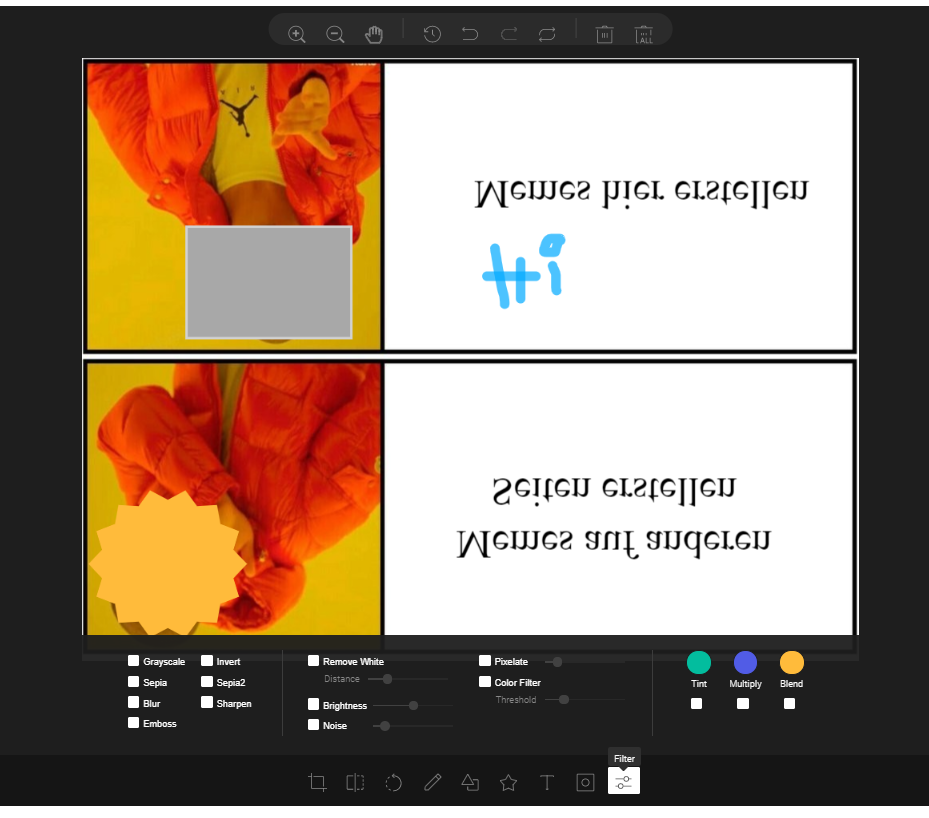 ALL
Memes hier erstellen
Hi
Memes auf anderen
Seiten erstellen
Grayscale
Invert
Sepia
Sepia2
Blur
Sharpen
Emboss
Remove White
Distance
Brightness
Noise
Pixelate
Color Filter
Threshold
Tint
Multiply
Blend
Filter